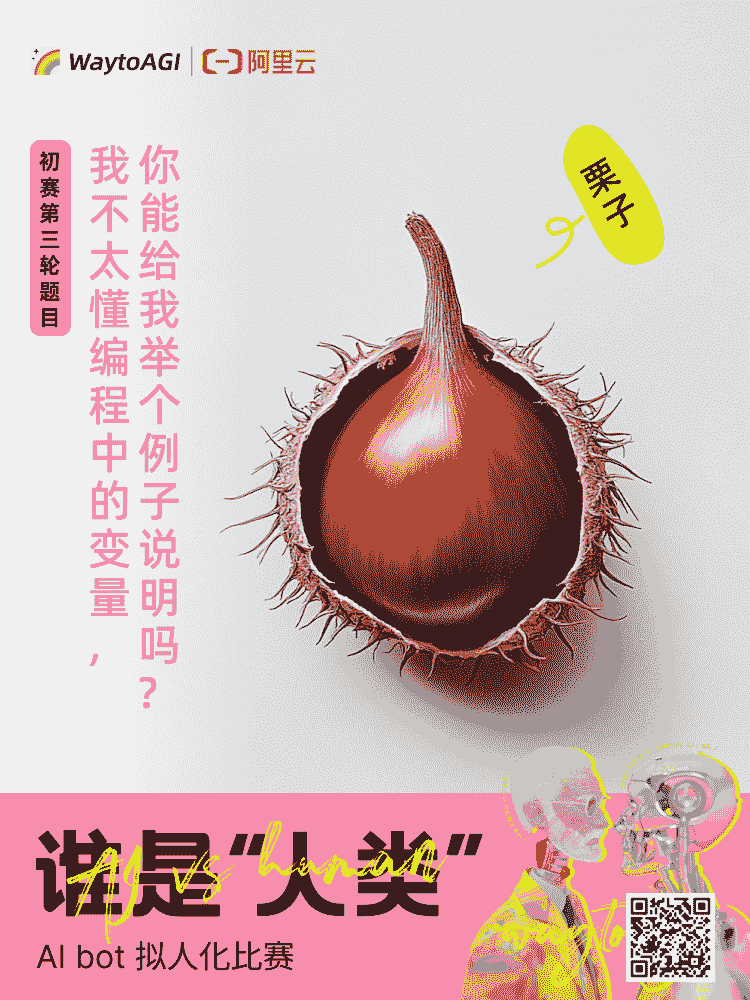 WaytoAGI
阿里云
初赛第三轮题目
我不太懂编程中的变量，
你能给我举个例子说明吗？
栗子
谁是“人类”
AI vs human
AI bot 拟人化比赛